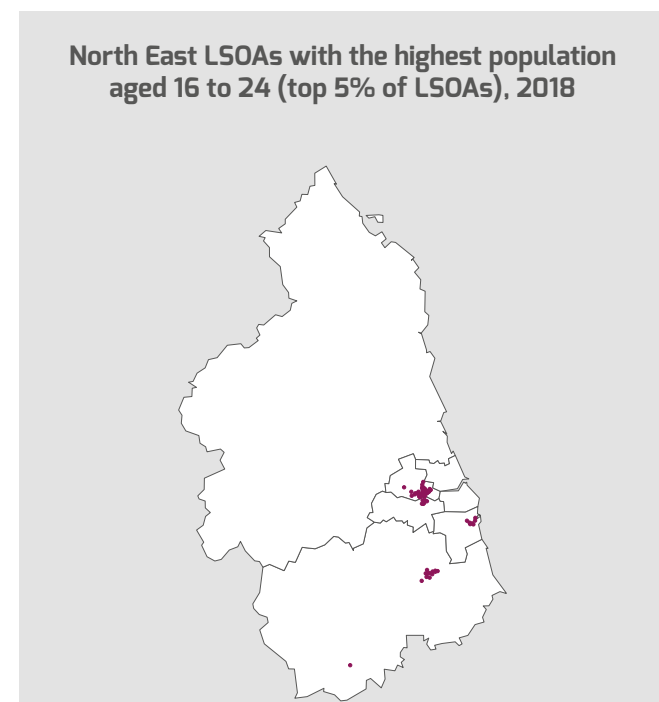 North East LSOAs with the highest population
aged 16 to 24 (top 5% of LSOAs), 2018